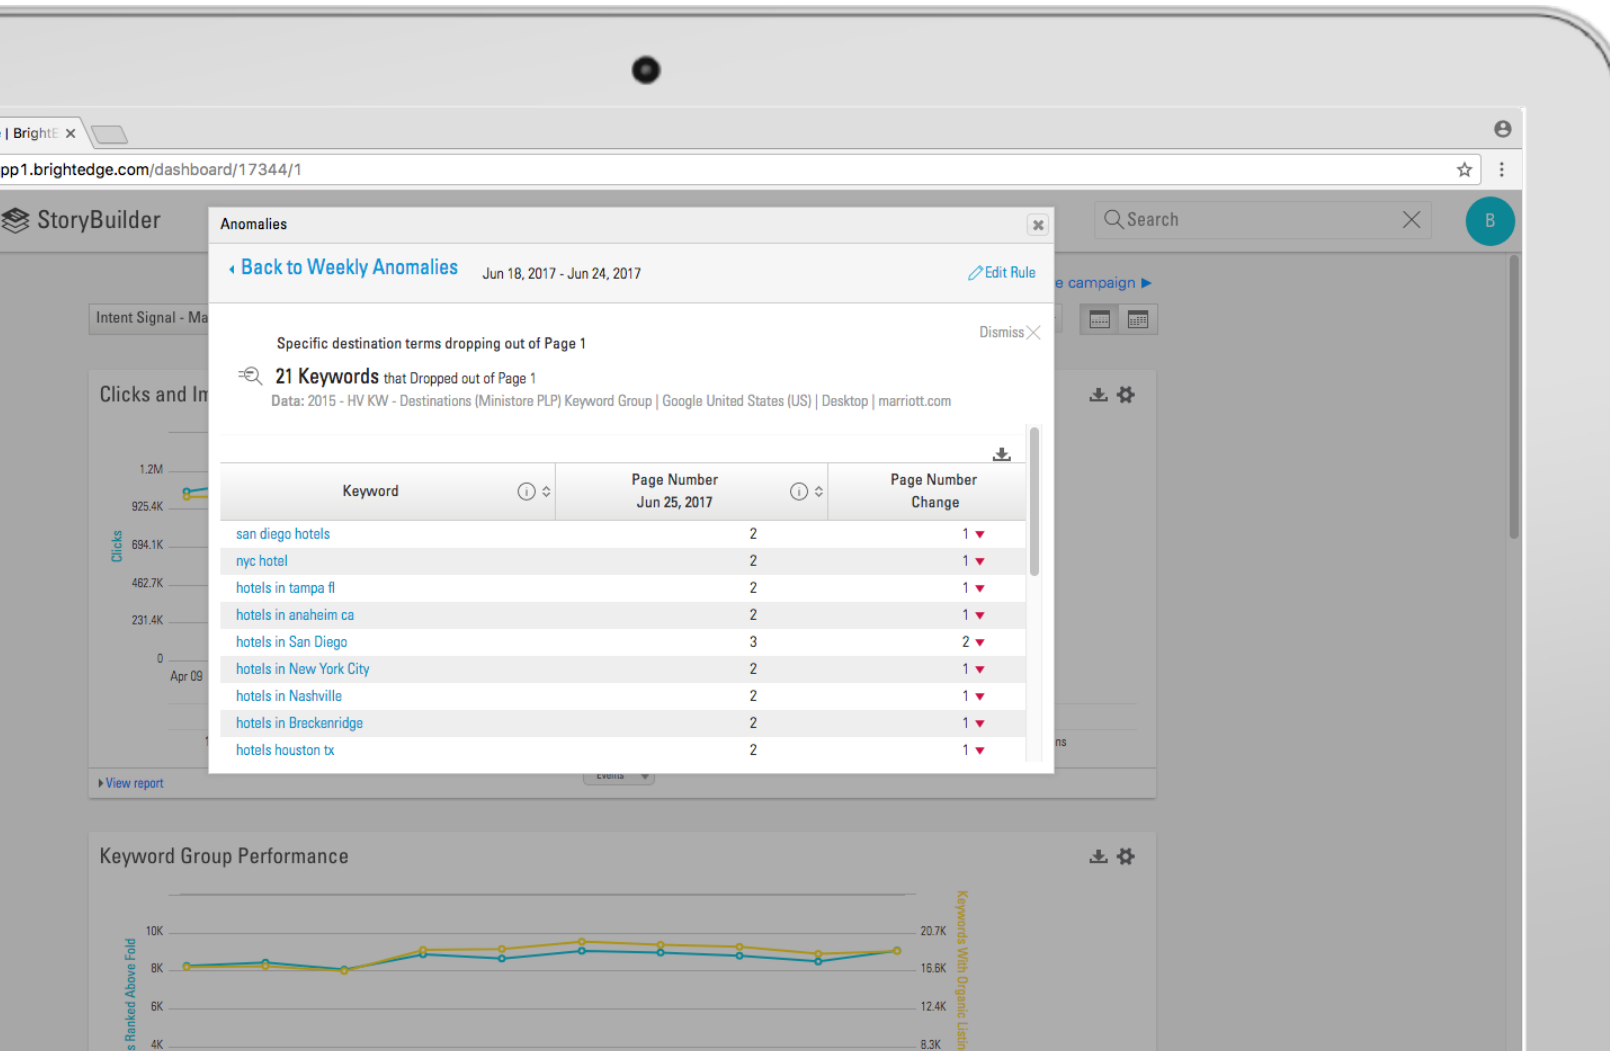 | BrightE
pp1.brightedge.com/dashboard/17344/1
StoryBuilder
Search
B
Anomalies
Back to Weekly Anomalies
Jun 18, 2017 - Jun 24, 2017
Edit Rule
campaign
Intent Signal - Ma
Dismiss
Specific destination terms dropping out of Page 1
21 Keywords that Dropped out of Page 1
Data: 2015 - HV KW - Destinations (Ministore PLP) Keyword Group | Google United States (US) | Desktop | marriott.com
Keyword
Page Number
Jun 25, 2017
Page Number
Change
san diego hotels 2 1
nyc hotel 2 1
hotels in tampa fl 2 1
hotels in anaheim ca 2 1
hotels in San Diego 3 2
hotels in New York City 2 1
hotels in Nashville 2 1
hotels in Breckenridge 2 1
hotels houston tx 2 1
Clicks and Im
Clicks
1.2M
925.4K
694.1K
462.7K
231.4K
0
Apr 09
ns
Events
View report
Keyword Group Performance
s Ranked Above Fold
10K
8K
6K
4K
20.7K
16.6K
12.4K
8.3K
Keywords With Organic Listin